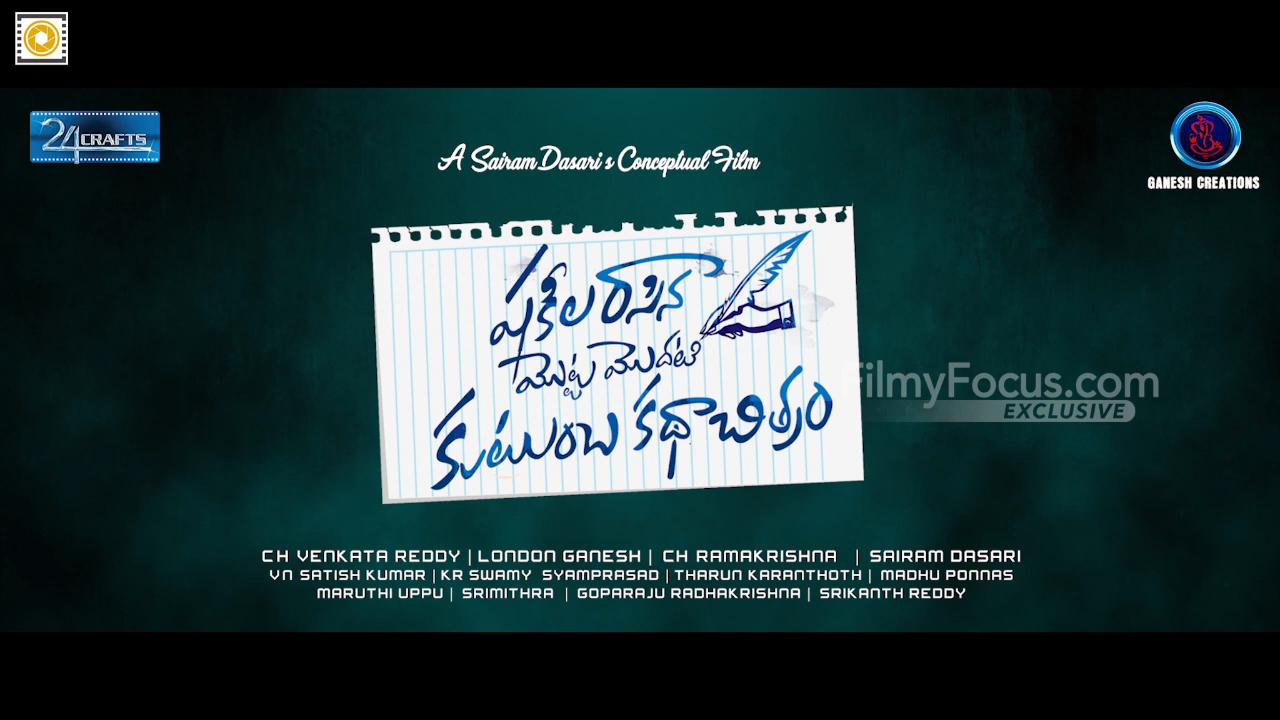 24 CRAFTS
A Sairam Dasari's Conceptual Film
GANESH CREATIONS
షకీల రాసిన
మొట్ట మొదటి
కుటుంబ కథాచిత్రం
FilmyFocus.com
EXCLUSIVE
CH VENKATA REDDY | LONDON GANESH | CH RAMAKRISHNA | SAIRAM DASARI
VN SATISH KUMAR | KR SWAMY SYAMPRASAD | THARUN KARANTHOTH | MADHU PONNAS
MARUTHI UPPU | SRIMITHRA | GOPARAJU RADHAKRISHNA | SRIKANTH REDDY